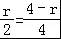 r/2 = (4 − r)/4